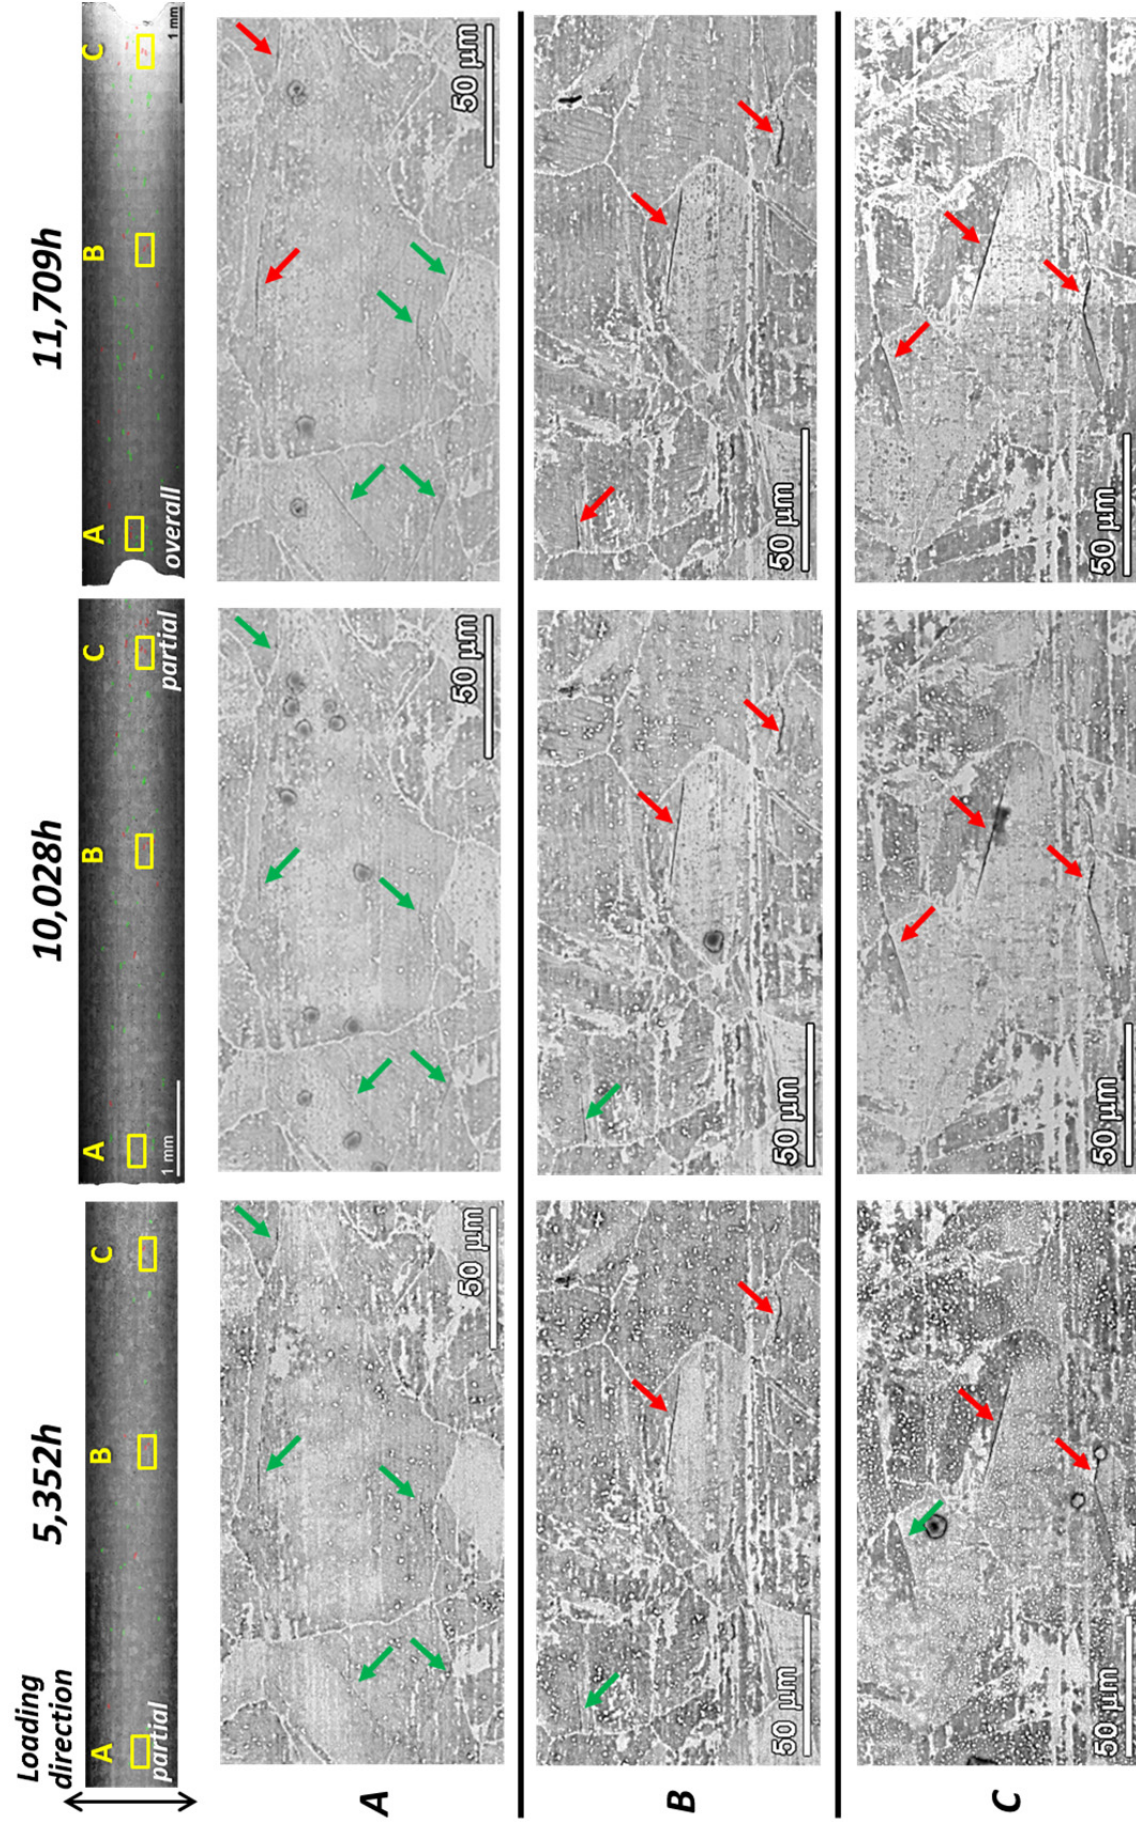 Loading
direction
5,352h
10,028h
11,709h
A
B
C
partial
A
B
C
1 mm
partial
A
B
C
overall
1 mm
A
50 µm
50 µm
50 µm
B
50 µm
50 µm
50 µm
C
50 µm
50 µm
50 µm